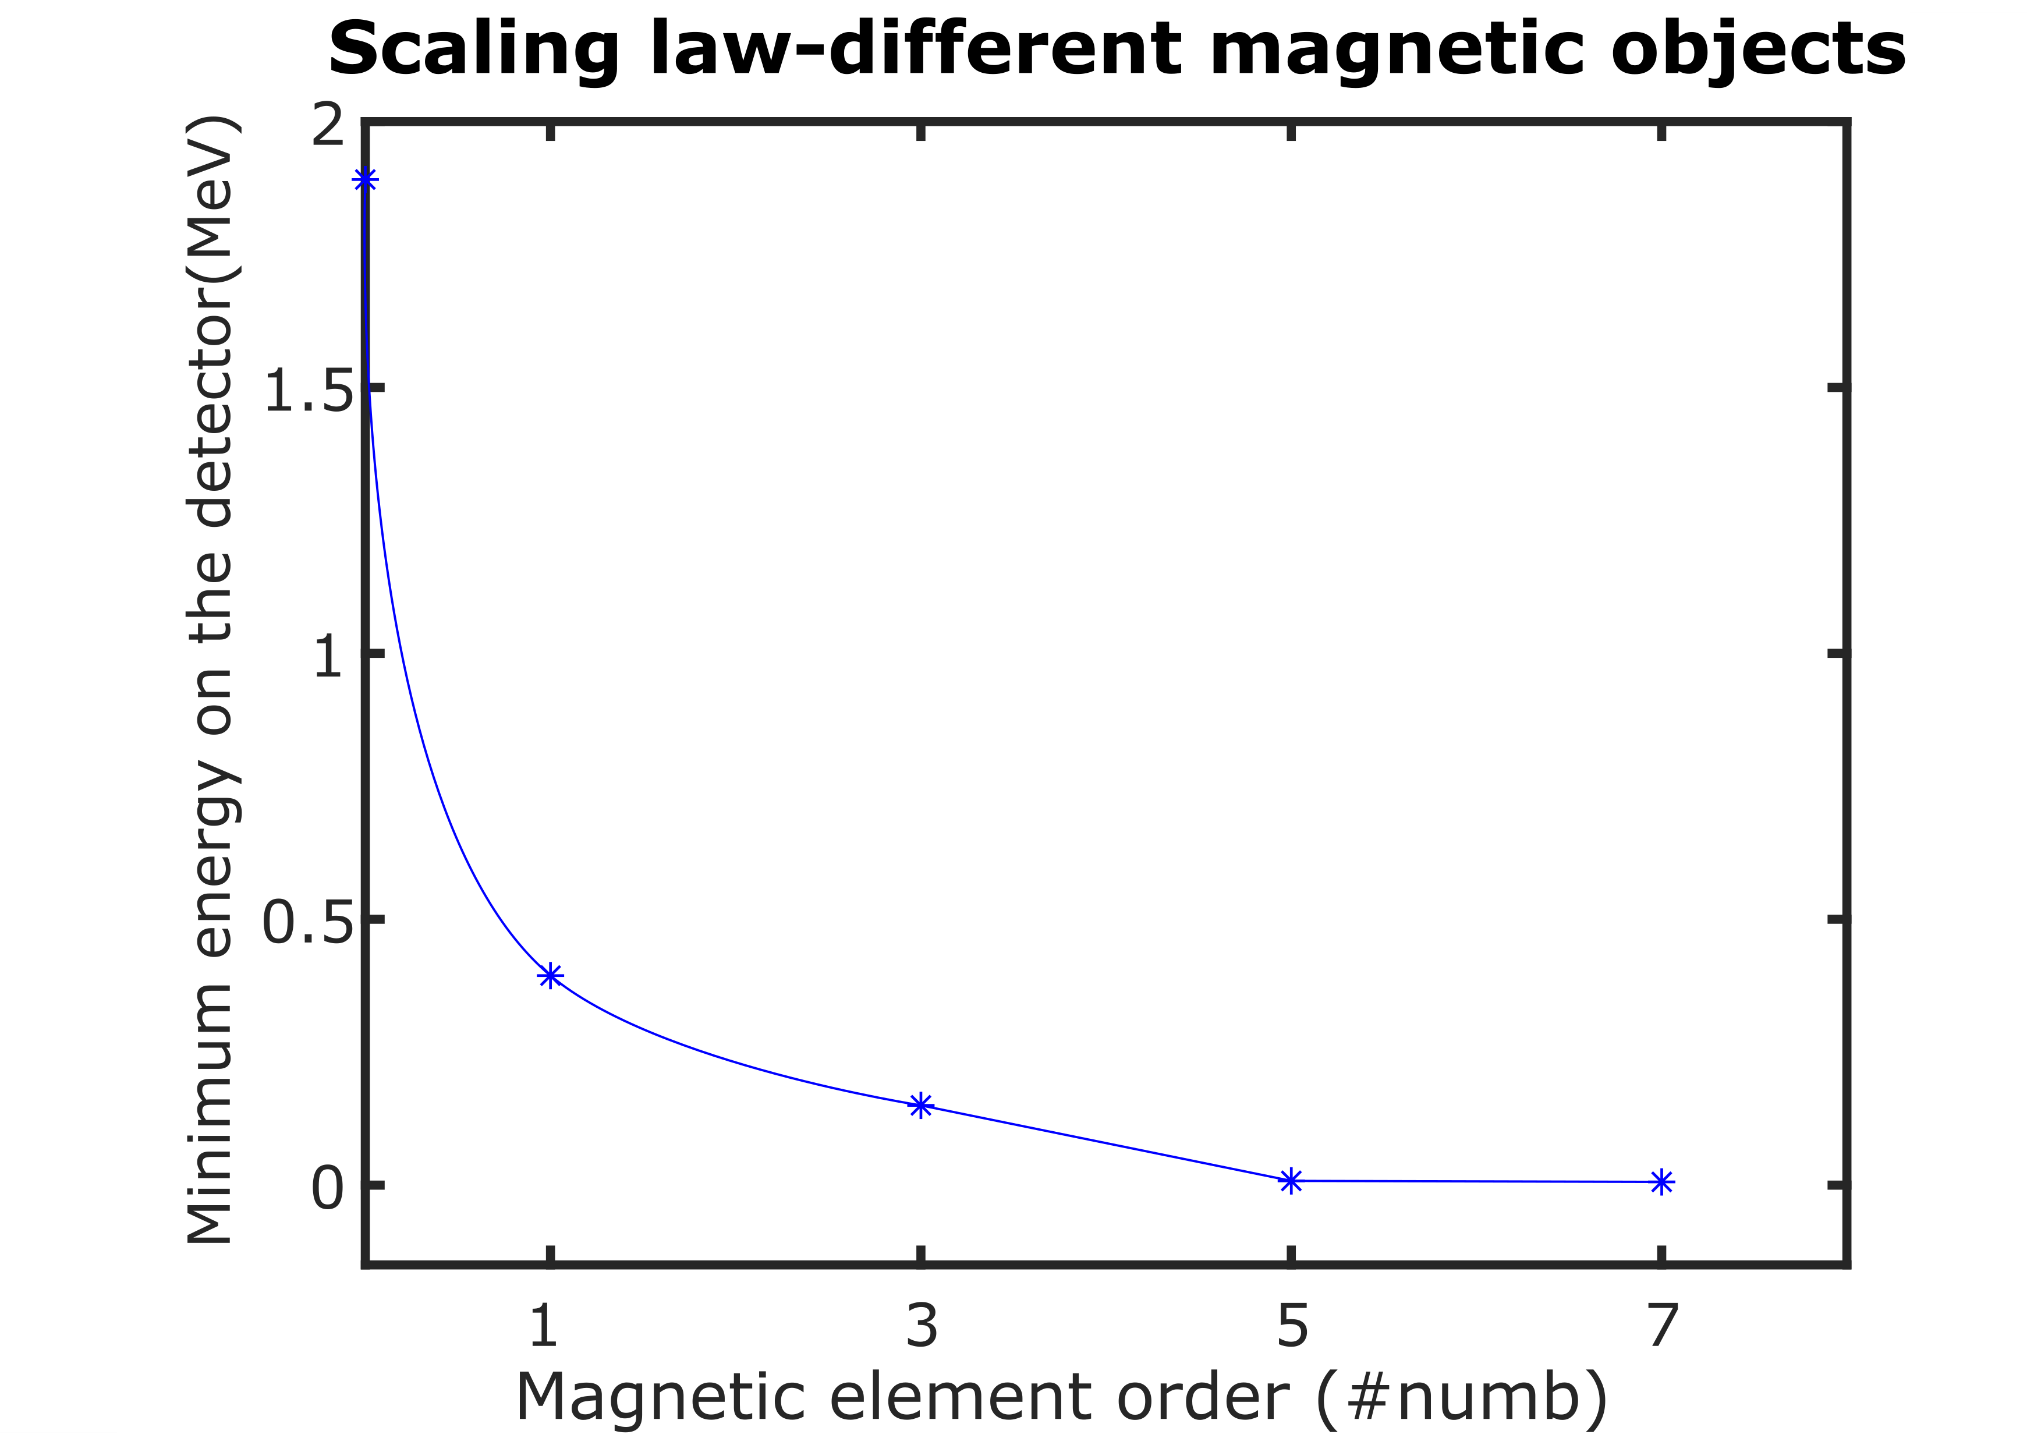 Scaling law-different magnetic objects
Minimum energy on the detector(MeV)
2
1.5
1
0.5
0
1 3 5 7
Magnetic element order (#numb)